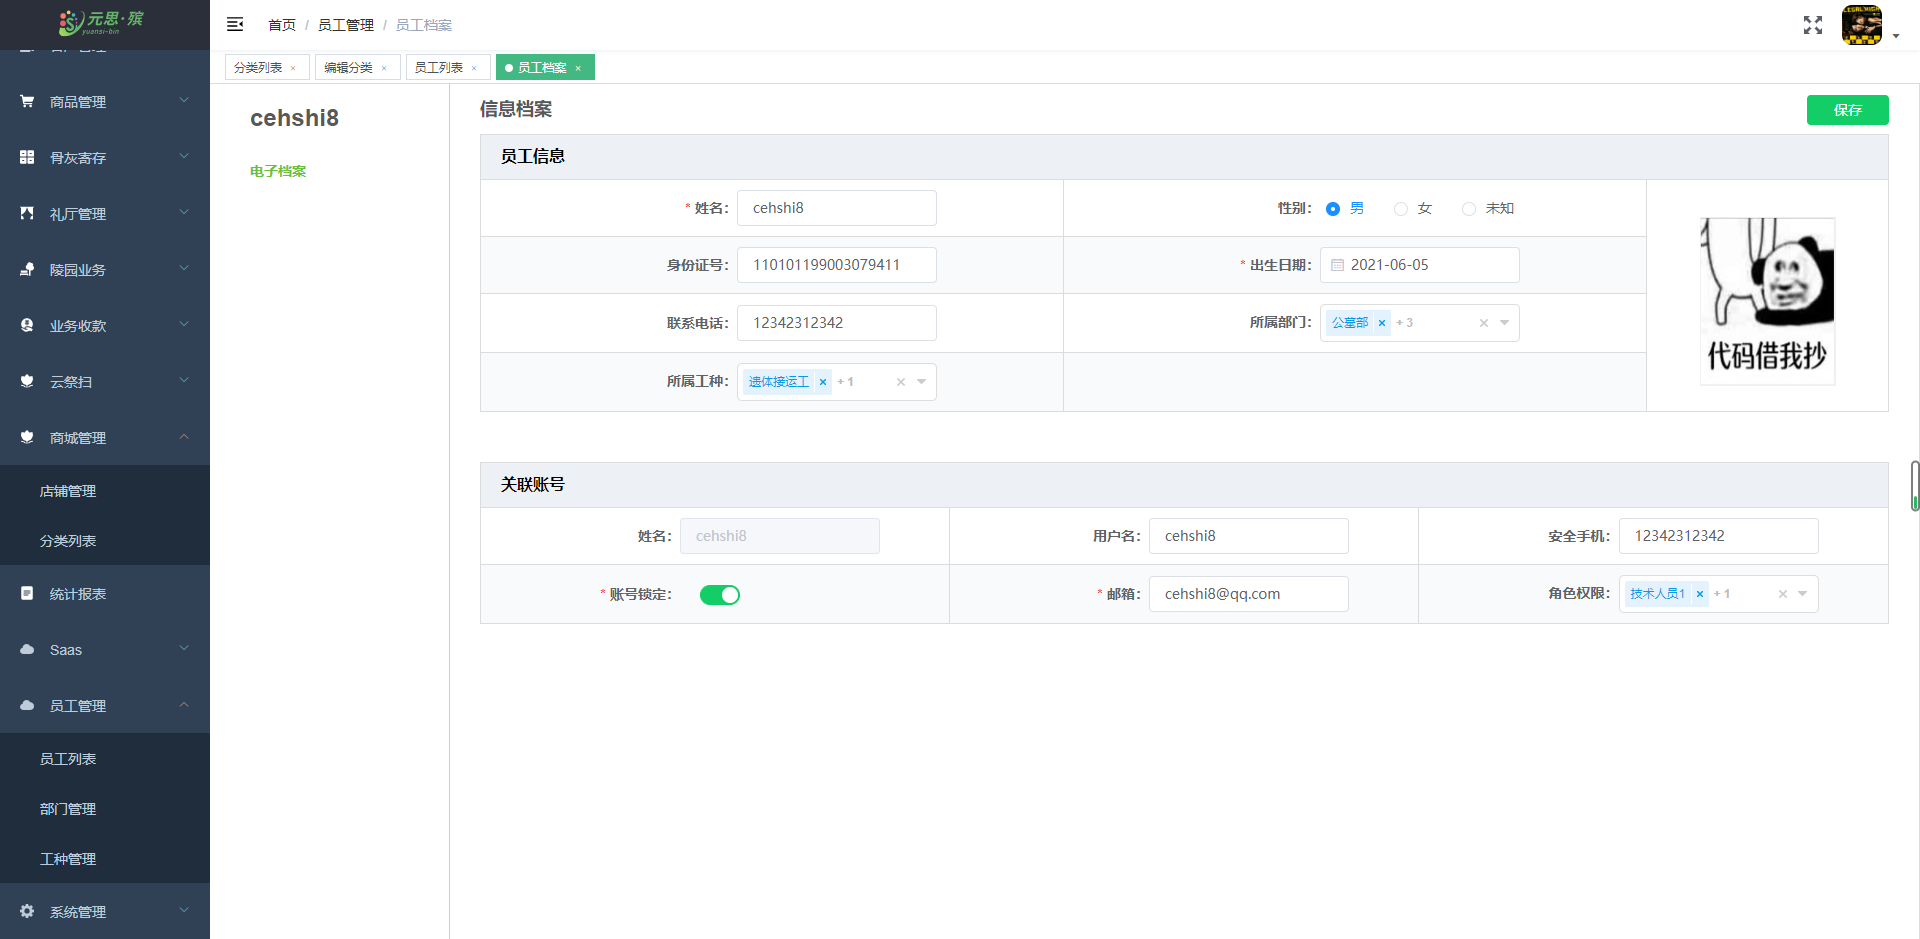 元思·殡
yuansi-bin
首页 / 员工管理 / 员工档案
分类列表 ×
编辑分类 ×
员工列表 ×
员工档案 ×
商品管理
骨灰寄存
礼厅管理
陵园业务
业务收款
云祭扫
商城管理
店铺管理
分类列表
统计报表
Saas
员工管理
员工列表
部门管理
工种管理
系统管理
cehshi8
电子档案
信息档案
保存
员工信息
* 姓名: cehshi8
性别: 男 女 未知
身份证号: 110101199003079411
* 出生日期: 2021-06-05
联系电话: 12342312342
所属部门: 公墓部 × + 3
所属工种: 遗体接运工 × + 1
代码借我抄
关联账号
姓名: cehshi8
用户名: cehshi8
安全手机: 12342312342
* 账号锁定:
* 邮箱: cehshi8@qq.com
角色权限: 技术人员1 × + 1